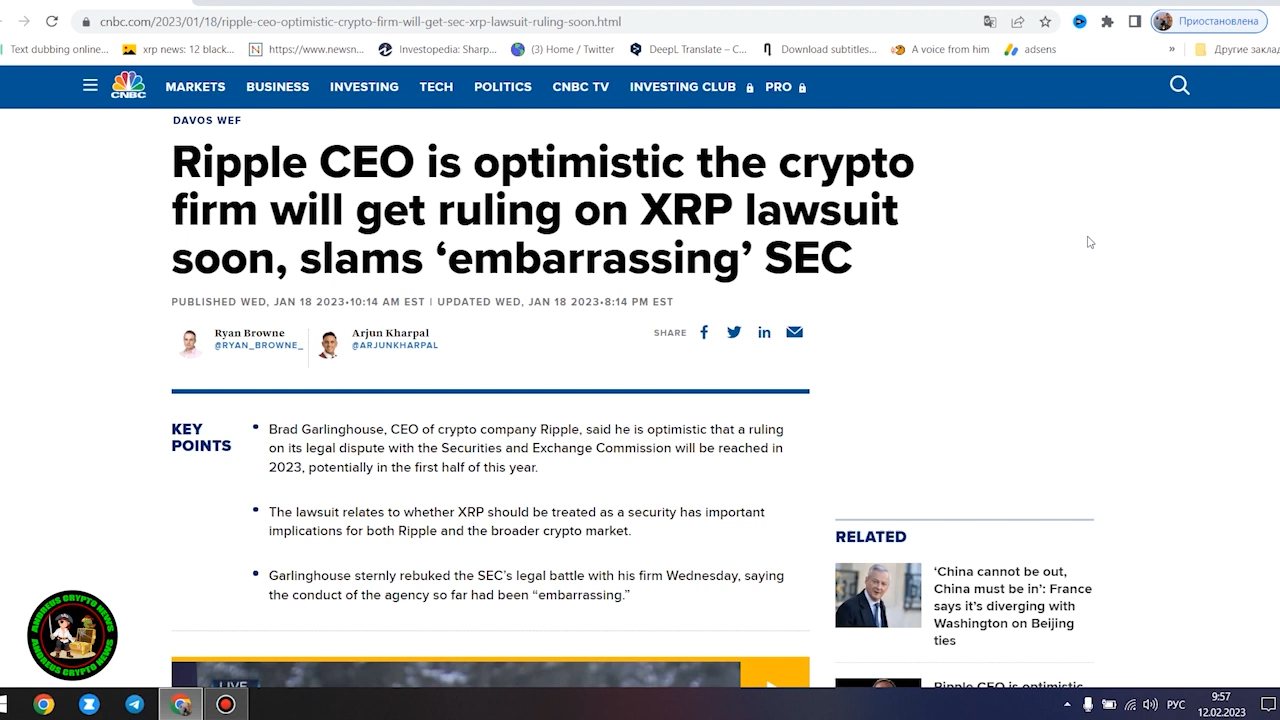 cnbc.com/2023/01/18/ripple-ceo-optimistic-crypto-firm-will-get-sec-xrp-lawsuit-ruling-soon.html
Приостановлена
Text dubbing online...
xrp news: 12 black...
https://www.newsn...
Investopedia: Sharp...
(3) Home / Twitter
DeepL Translate – C...
Download subtitles...
A voice from him
adsens
»
Другие заклад
CNBC
MARKETS
BUSINESS
INVESTING
TECH
POLITICS
CNBC TV
INVESTING CLUB
PRO
DAVOS WEF
Ripple CEO is optimistic the crypto
firm will get ruling on XRP lawsuit
soon, slams ‘embarrassing’ SEC
PUBLISHED WED, JAN 18 2023•10:14 AM EST | UPDATED WED, JAN 18 2023•8:14 PM EST
Ryan Browne
@RYAN_BROWNE_
Arjun Kharpal
@ARJUNKHARPAL
SHARE
KEY
POINTS
Brad Garlinghouse, CEO of crypto company Ripple, said he is optimistic that a ruling
on its legal dispute with the Securities and Exchange Commission will be reached in
2023, potentially in the first half of this year.
The lawsuit relates to whether XRP should be treated as a security has important
implications for both Ripple and the broader crypto market.
Garlinghouse sternly rebuked the SEC’s legal battle with his firm Wednesday, saying
the conduct of the agency so far had been “embarrassing.”
RELATED
‘China cannot be out,
China must be in’: France
says it’s diverging with
Washington on Beijing
ties
Ripple CEO is optimistic
LIVE
ANDREUS CRYPTO NEWS
ANDREUS CRYPTO NEWS
РУС
9:57
12.02.2023